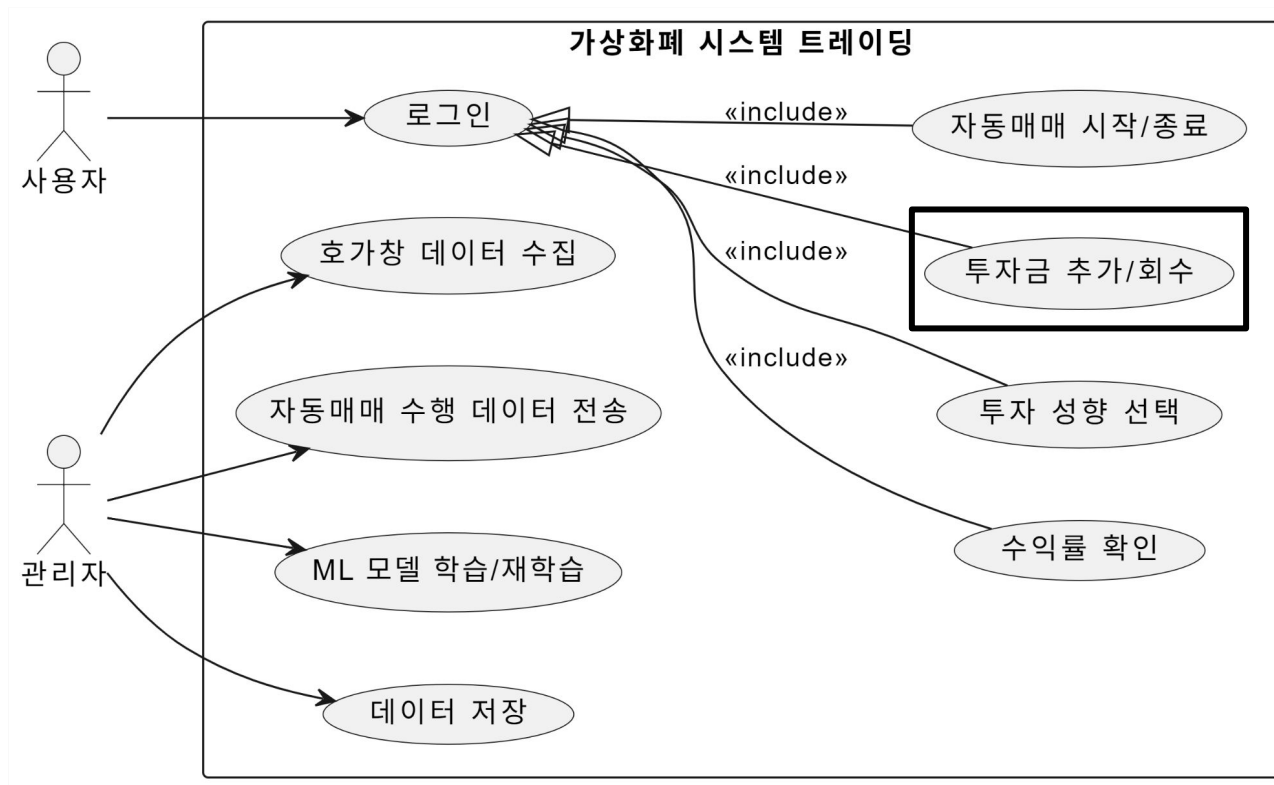 가상화폐 시스템 트레이딩
로그인
«include»
자동매매 시작/종료
사용자
«include»
호가창 데이터 수집
«include»
투자금 추가/회수
«include»
자동매매 수행 데이터 전송
투자 성향 선택
관리자
ML 모델 학습/재학습
수익률 확인
데이터 저장